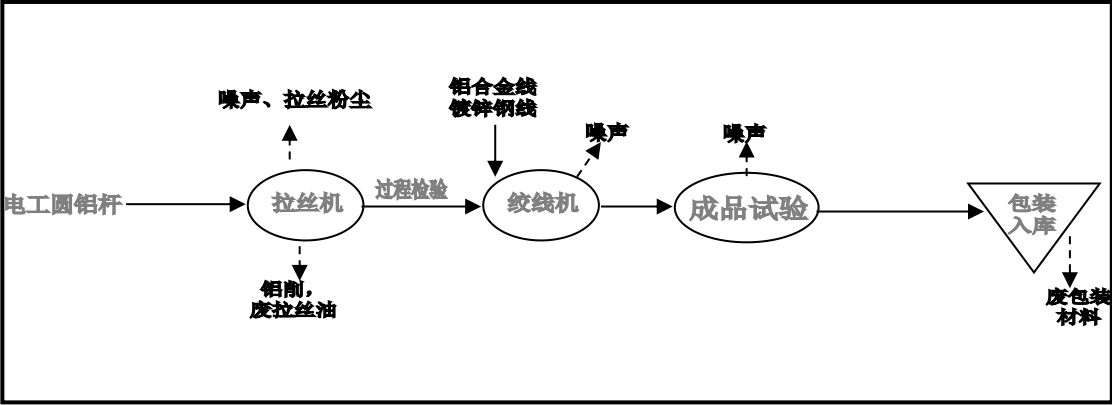 噪声、拉丝粉尘
铝合金线
镀锌钢线
噪声
噪声
电工圆铝杆
拉丝机
过程检验
绞线机
成品试验
包装
入库
铝削，
废拉丝油
废包装
材料